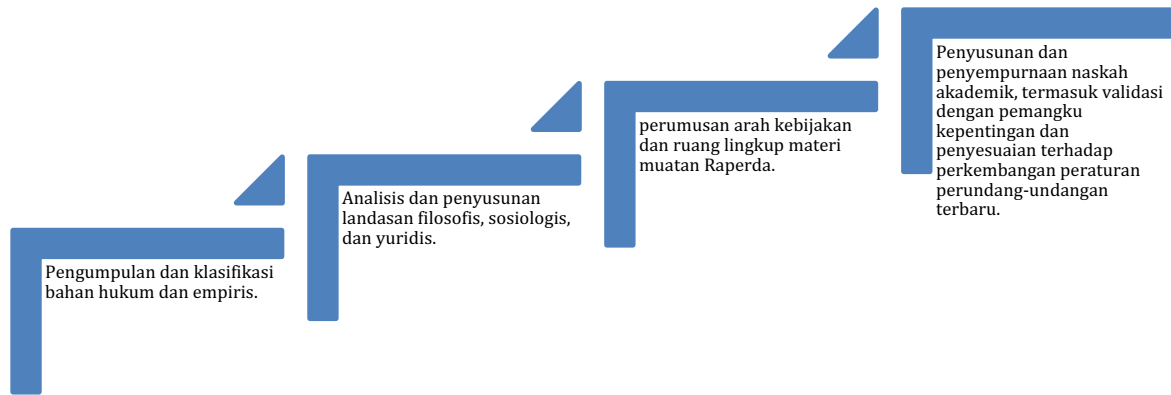 Pengumpulan dan klasifikasi
bahan hukum dan empiris.
Analisis dan penyusunan
landasan filosofis, sosiologis,
dan yuridis.
perumusan arah kebijakan
dan ruang lingkup materi
muatan Raperda.
Penyusunan dan
penyempurnaan naskah
akademik, termasuk validasi
dengan pemangku
kepentingan dan
penyesuaian terhadap
perkembangan peraturan
perundang-undangan
terbaru.